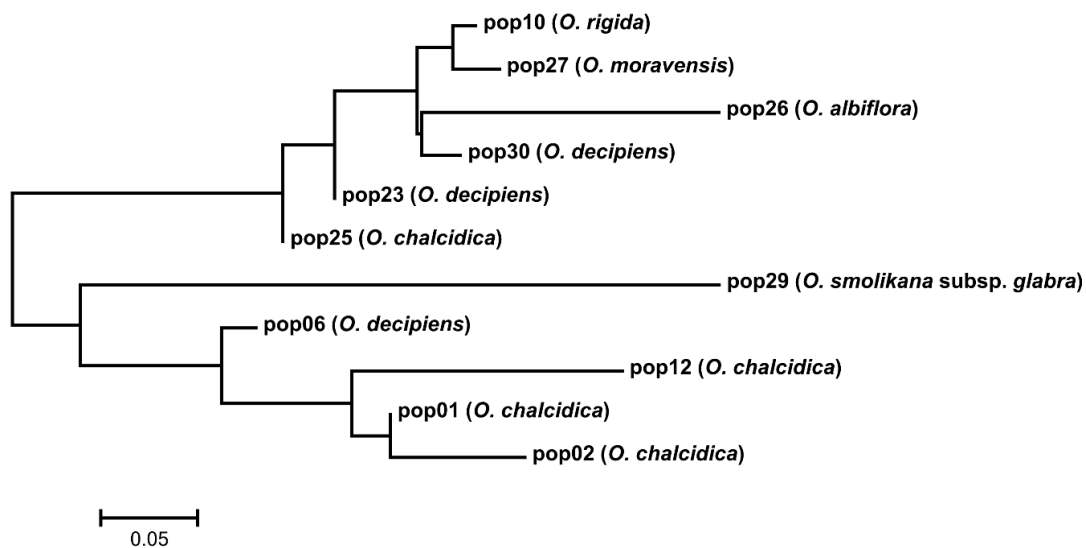 pop10 (O. rigida)
pop27 (O. moravensis)
pop26 (O. albiflora)
pop30 (O. decipiens)
pop23 (O. decipiens)
pop25 (O. chalcidica)
pop29 (O. smolikana subsp. glabra)
pop06 (O. decipiens)
pop12 (O. chalcidica)
pop01 (O. chalcidica)
pop02 (O. chalcidica)
0.05